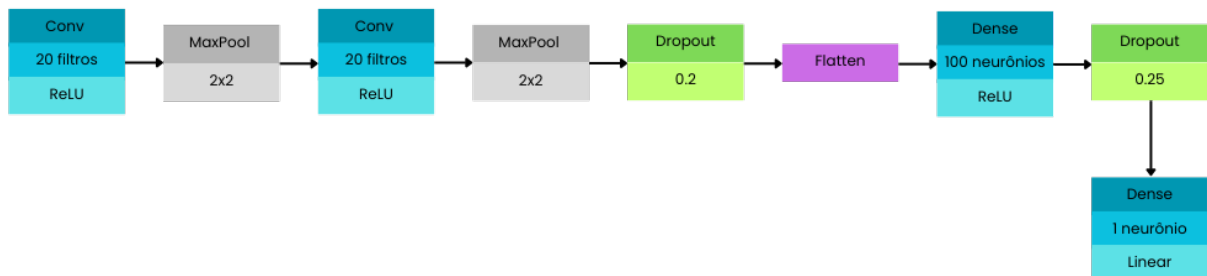 Conv
20 filtros
ReLU
MaxPool
2x2
Conv
20 filtros
ReLU
MaxPool
2x2
Dropout
0.2
Flatten
Dense
100 neurônios
ReLU
Dropout
0.25
Dense
1 neurônio
Linear